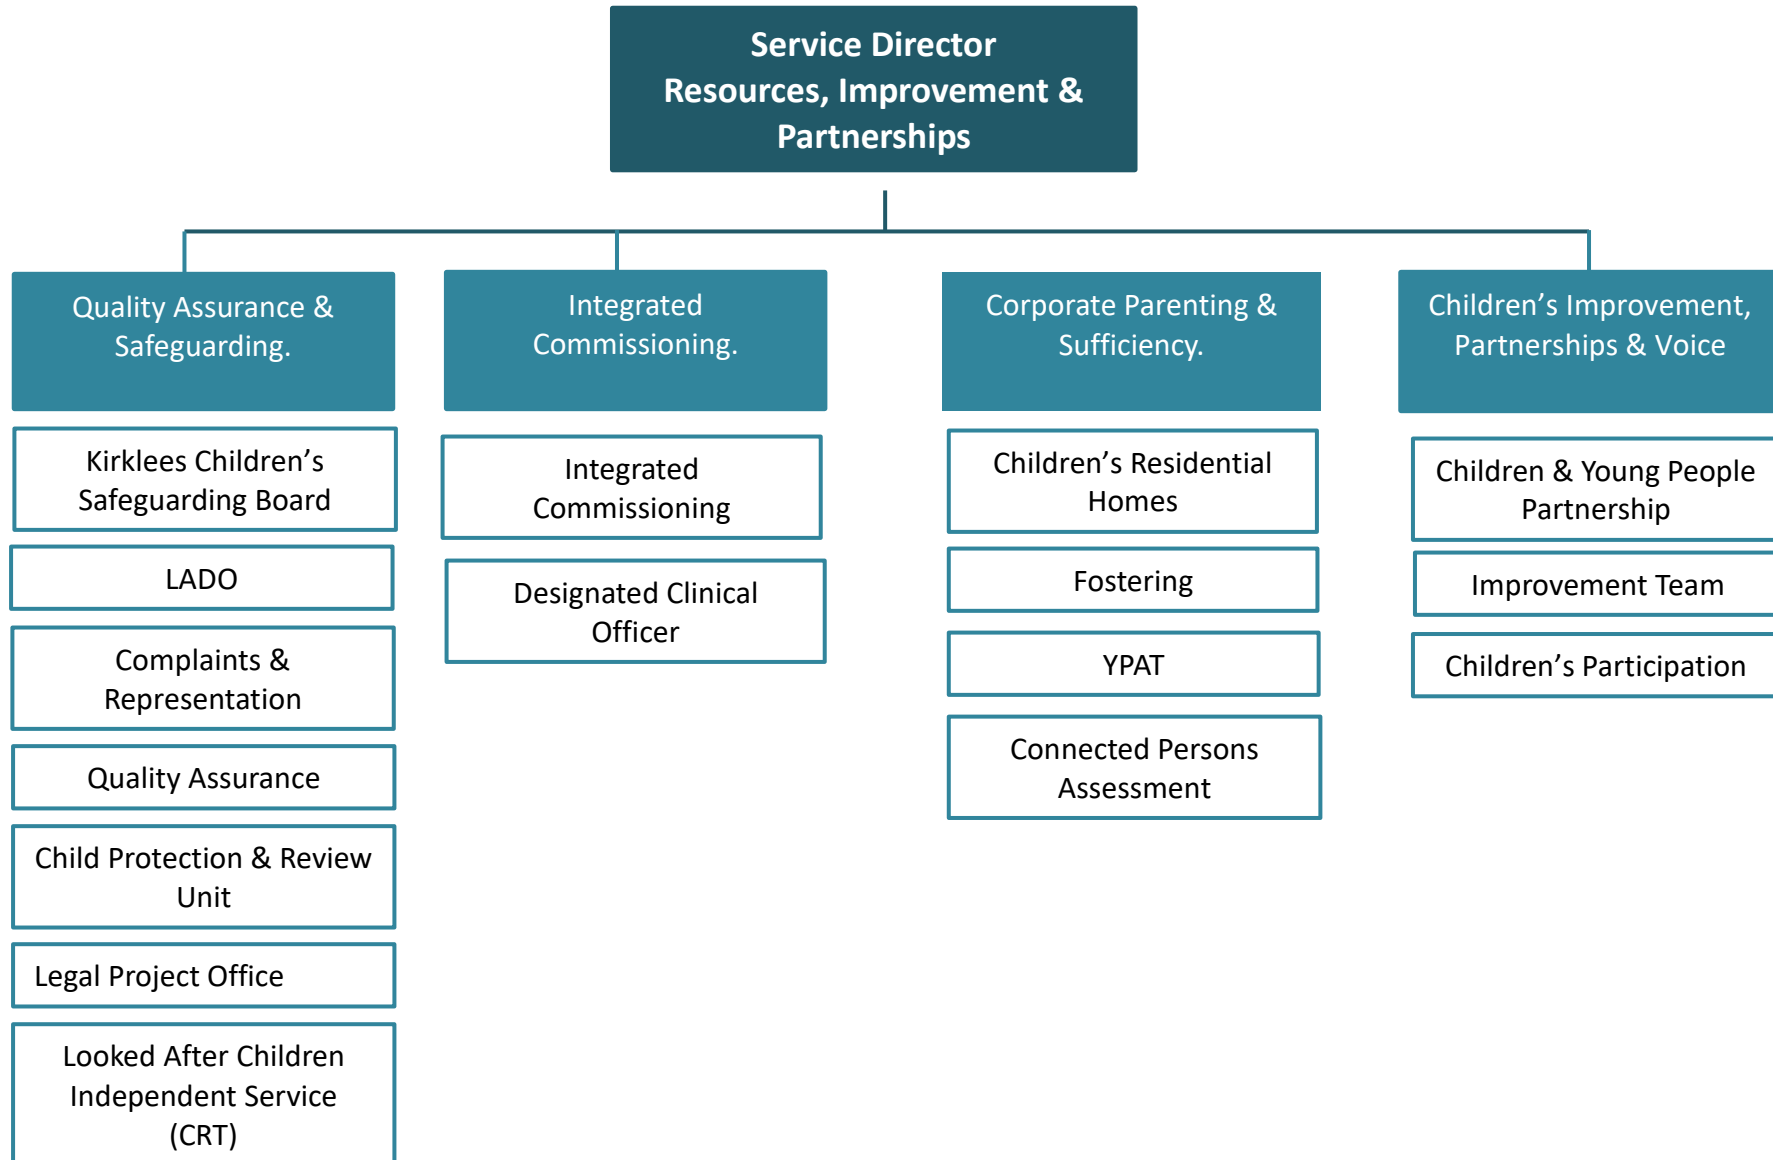 Service Director
Resources, Improvement &
Partnerships
Quality Assurance &
Safeguarding.
Kirklees Children’s
Safeguarding Board
LADO
Complaints &
Representation
Quality Assurance
Child Protection & Review
Unit
Legal Project Office
Looked After Children
Independent Service
(CRT)
Integrated
Commissioning.
Integrated
Commissioning
Designated Clinical
Officer
Corporate Parenting &
Sufficiency.
Children’s Residential
Homes
Fostering
YPAT
Connected Persons
Assessment
Children’s Improvement,
Partnerships & Voice
Children & Young People
Partnership
Improvement Team
Children’s Participation